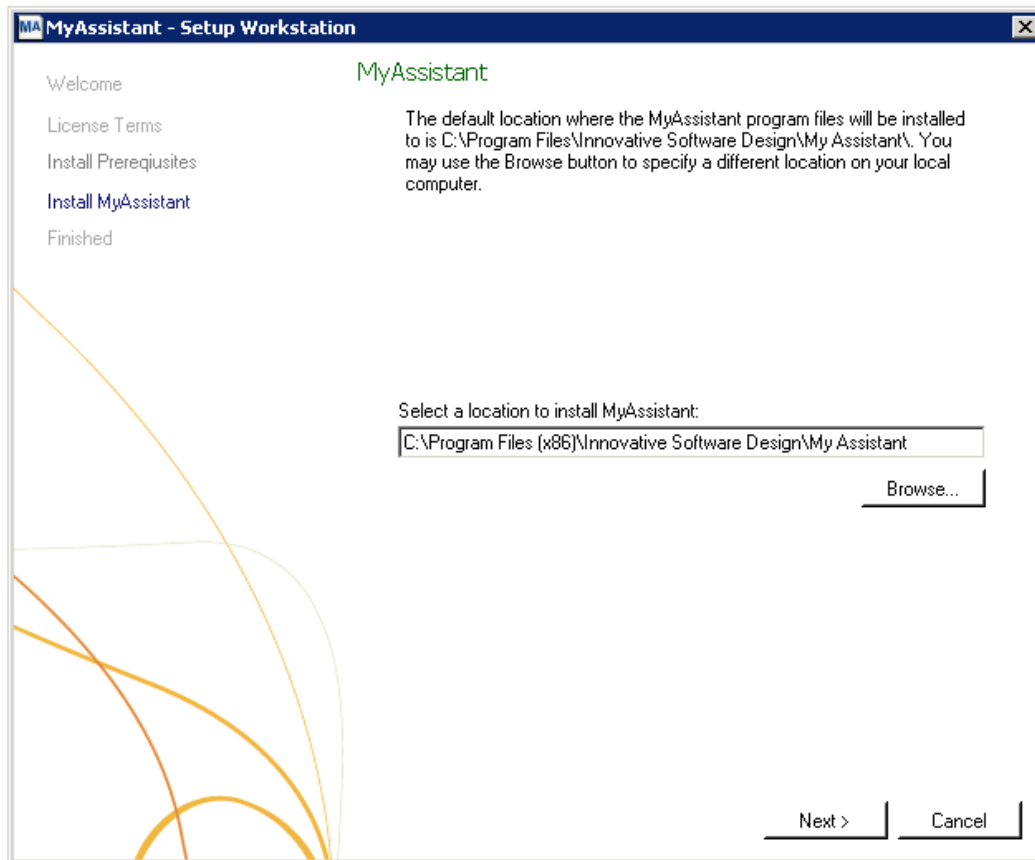 MA MyAssistant - Setup Workstation
Welcome
License Terms
Install Prereqiusites
Install MyAssistant
Finished
MyAssistant
The default location where the MyAssistant program files will be installed
to is C:\Program Files\Innovative Software Design\My Assistant\. You
may use the Browse button to specify a different location on your local
computer.
Select a location to install MyAssistant:
C:\Program Files (x86)\Innovative Software Design\My Assistant
Browse...
Next >
Cancel